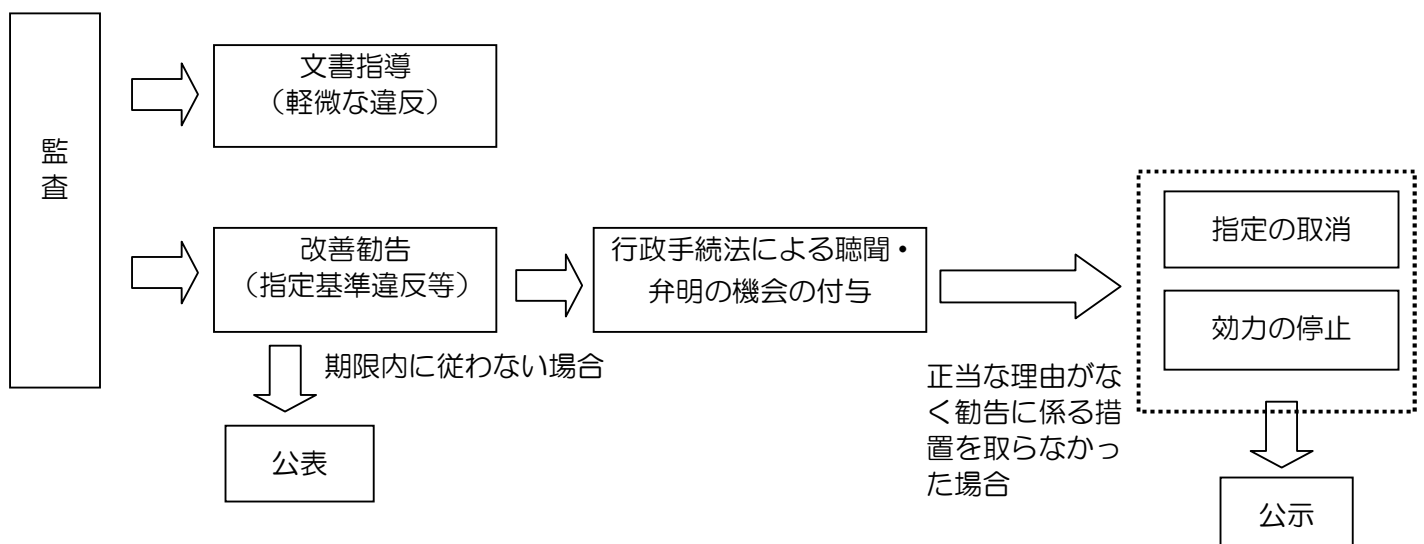 監
査
文書指導
（軽微な違反）
改善勧告
（指定基準違反等）
行政手続法による聴聞・
弁明の機会の付与
指定の取消
効力の停止
期限内に従わない場合
正当な理由がな
く勧告に係る措
置を取らなかっ
た場合
公表
公示